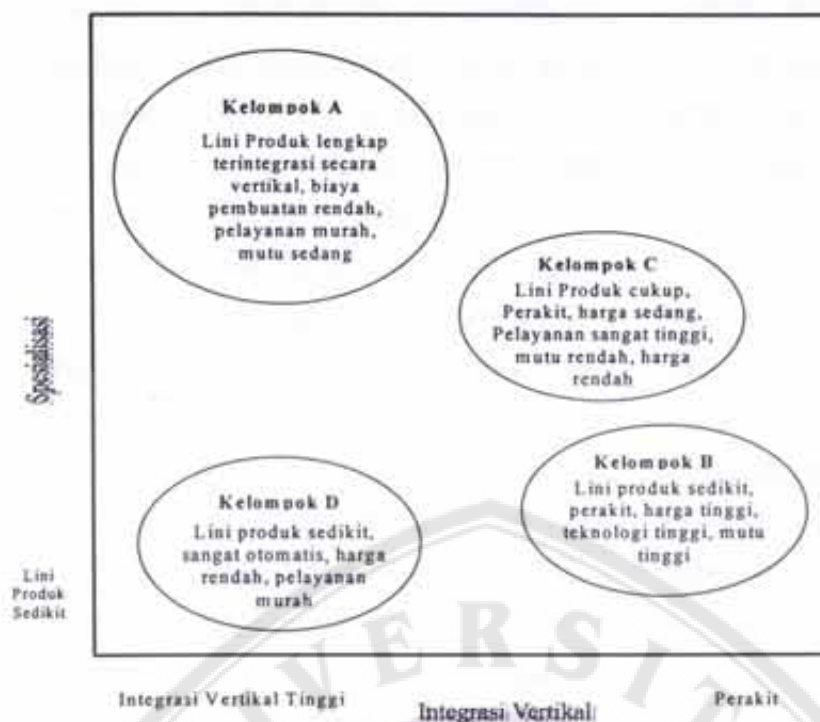 Kelompok A
Lini Produk lengkap
terintegrasi secara
vertikal, biaya
pembuatan rendah,
pelayanan murah,
mutu sedang
Kelompok C
Lini Produk cukup,
Perakit, harga sedang,
Pelayanan sangat tinggi,
mutu rendah, harga
rendah
Spesialisasi
Kelompok B
Lini produk sedikit,
perakit, harga tinggi,
teknologi tinggi, mutu
tinggi
Kelompok D
Lini produk sedikit,
sangat otomatis, harga
rendah, pelayanan
murah
Lini
Produk
Sedikit
VERSIT
Integrasi Vertikal Tinggi
Integrasi Vertikal
Perakit